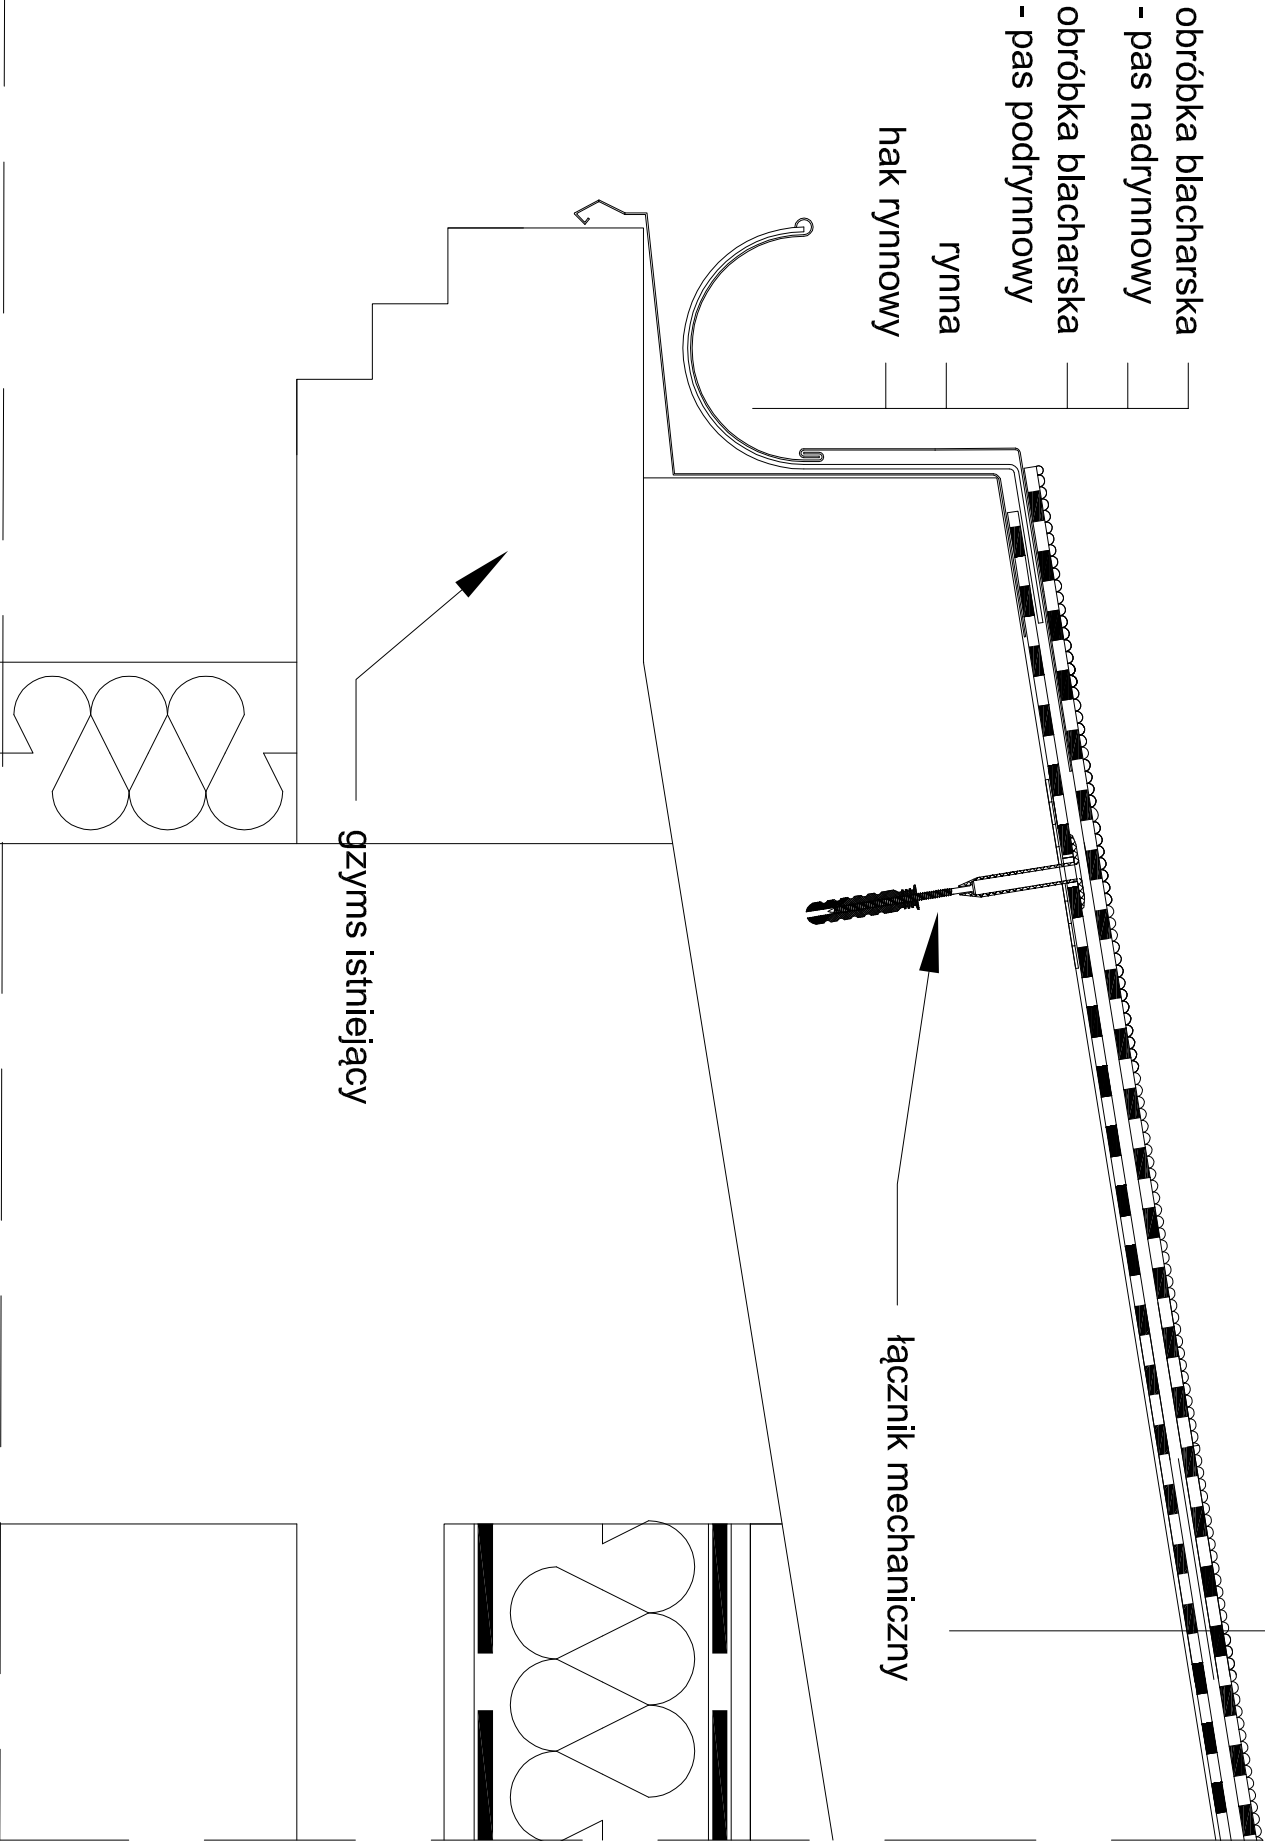 obróbka blacharska
- pas nadrynnowy
obróbka blacharska
- pas podrynnowy
rynna
hak rynnowy
łącznik mechaniczny
gzyms istniejący